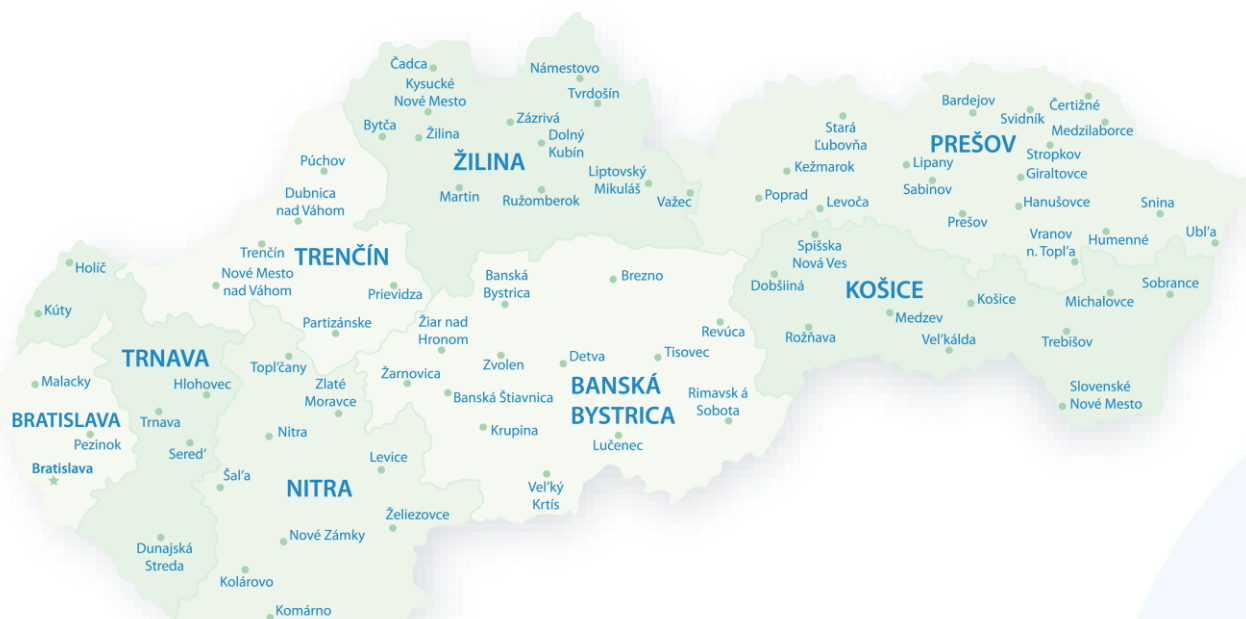 Čadca
Kysucké
Nové Mesto
Bytča
Žilina
ŽILINA
Martin
Námestovo
Tvrdošín
Zázrivá
Dolný
Kubín
Liptovský
Mikuláš
Ružomberok
Važec
Púchov
Dubnica
nad Váhom
Trenčín
TRENČÍN
Nové Mesto
nad Váhom
Prievidza
Partizánske
Bardejov
Svidník
Čertižné
Medzilaborce
Stará
Ľubovňa
PREŠOV
Stropkov
Giraltovce
Kežmarok
Lipany
Sabinov
Poprad
Levoča
Prešov
Hanušovce
Snina
Vranov
n. Topľa
Humenné
Ubľa
Spišska
Nová Ves
Dobšiiná
KOŠICE
Košice
Medzev
Michalovce
Sobrance
Rožňava
Veľkálda
Trebišov
Slovenské
Nové Mesto
Holíč
Kúty
TRNAVA
Hlohovec
Trnava
Sereď
Dunajská
Streda
Malacky
BRATISLAVA
Pezinok
Bratislava
Topľčany
Zlaté
Moravce
Nitra
Šaľa
NITRA
Levice
Želiezovce
Nové Zámky
Kolárovo
Komárno
Banská
Bystrica
Brezno
Žiar nad
Hronom
Revúca
Zvolen
Detva
Tisovec
Žarnovica
BANSKÁ
BYSTRICA
Banská Štiavnica
Rimavsk á
Sobota
Krupina
Lučenec
Veľký
Krtís